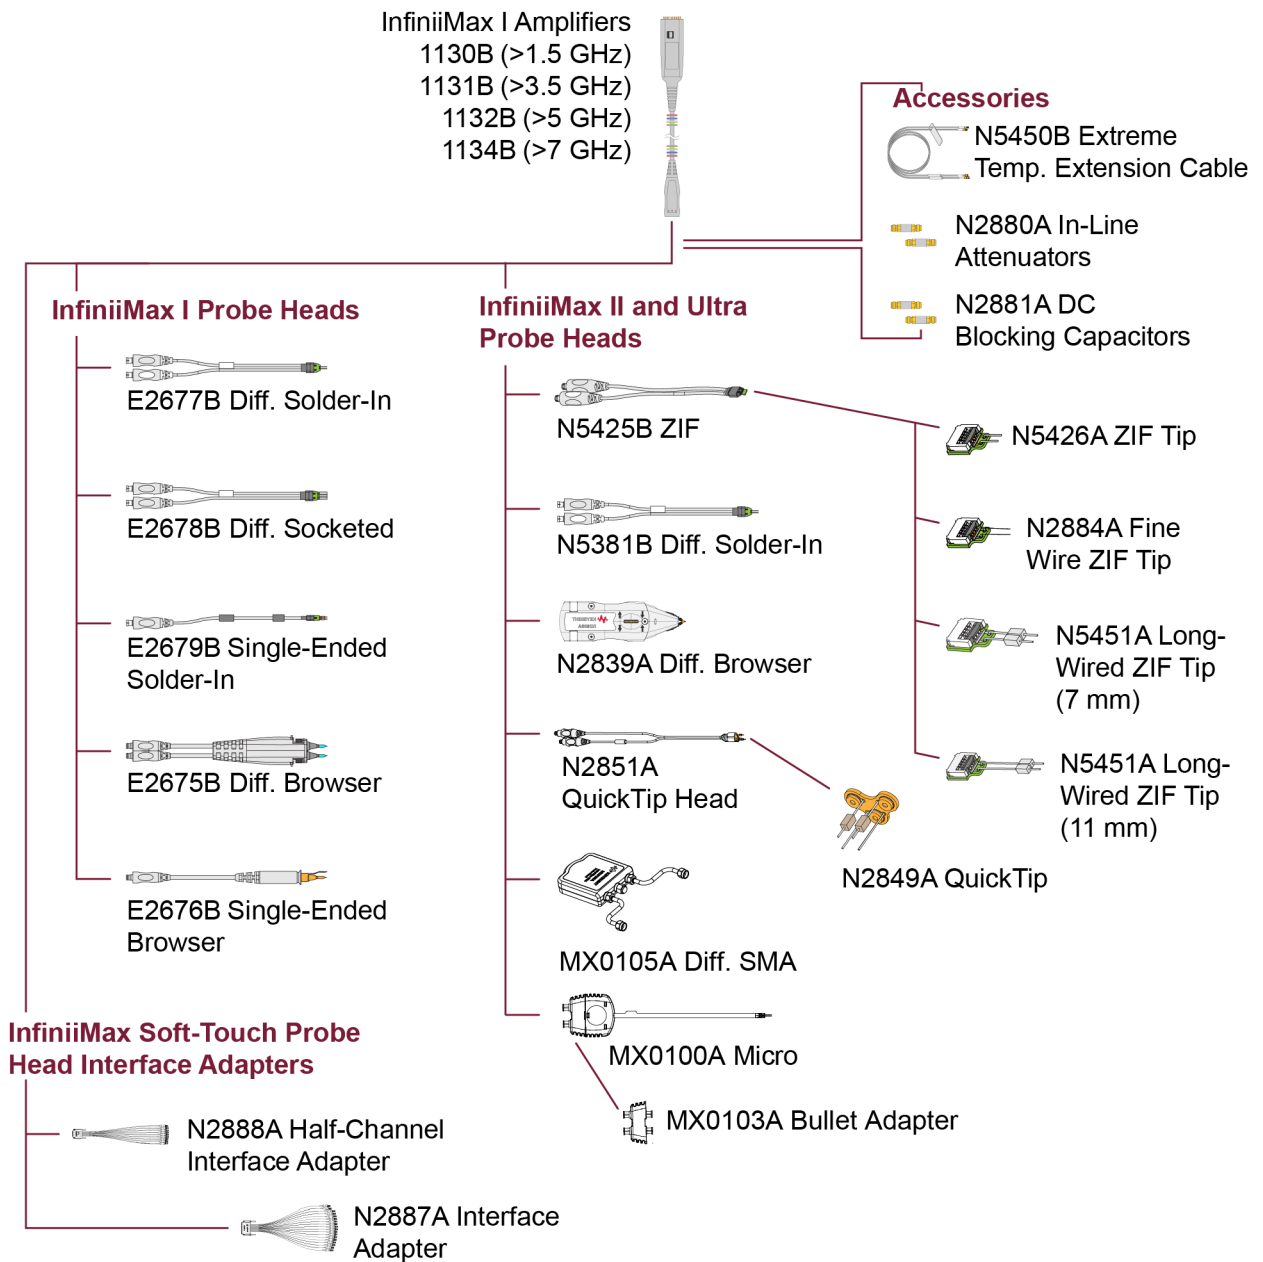 InfiniiMax I Amplifiers
1130B (>1.5 GHz)
1131B (>3.5 GHz)
1132B (>5 GHz)
1134B (>7 GHz)
Accessories
N5450B Extreme
Temp. Extension Cable
N2880A In-Line
Attenuators
N2881A DC
Blocking Capacitors
InfiniiMax I Probe Heads
E2677B Diff. Solder-In
E2678B Diff. Socketed
E2679B Single-Ended
Solder-In
E2675B Diff. Browser
E2676B Single-Ended
Browser
InfiniiMax II and Ultra
Probe Heads
N5425B ZIF
N5381B Diff. Solder-In
N2839A Diff. Browser
N2851A
QuickTip Head
MX0105A Diff. SMA
MX0100A Micro
MX0103A Bullet Adapter
N5426A ZIF Tip
N2884A Fine
Wire ZIF Tip
N5451A Long-
Wired ZIF Tip
(7 mm)
N5451A Long-
Wired ZIF Tip
(11 mm)
N2849A QuickTip
InfiniiMax Soft-Touch Probe
Head Interface Adapters
N2888A Half-Channel
Interface Adapter
N2887A Interface
Adapter